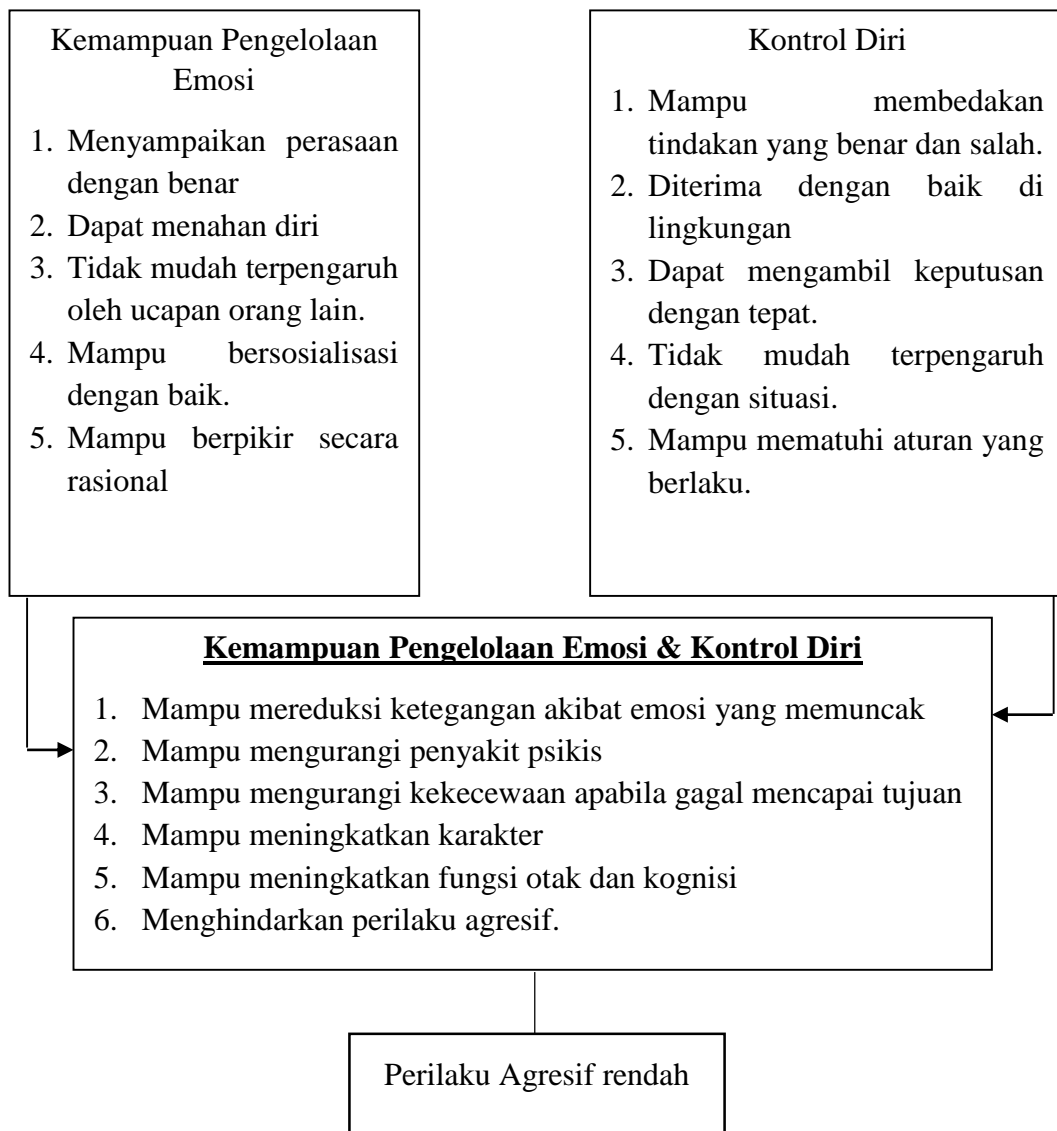 Kemampuan Pengelolaan
Emosi
1. Menyampaikan perasaan
dengan benar
2. Dapat menahan diri
3. Tidak mudah terpengaruh
oleh ucapan orang lain.
4. Mampu bersosialisasi
dengan baik.
5. Mampu berpikir secara
rasional
Kontrol Diri
1. Mampu membedakan
tindakan yang benar dan salah.
2. Diterima dengan baik di
lingkungan
3. Dapat mengambil keputusan
dengan tepat.
4. Tidak mudah terpengaruh
dengan situasi.
5. Mampu mematuhi aturan yang
berlaku.
Kemampuan Pengelolaan Emosi & Kontrol Diri
1. Mampu mereduksi ketegangan akibat emosi yang memuncak
2. Mampu mengurangi penyakit psikis
3. Mampu mengurangi kekecewaan apabila gagal mencapai tujuan
4. Mampu meningkatkan karakter
5. Mampu meningkatkan fungsi otak dan kognisi
6. Menghindarkan perilaku agresif.
Perilaku Agresif rendah